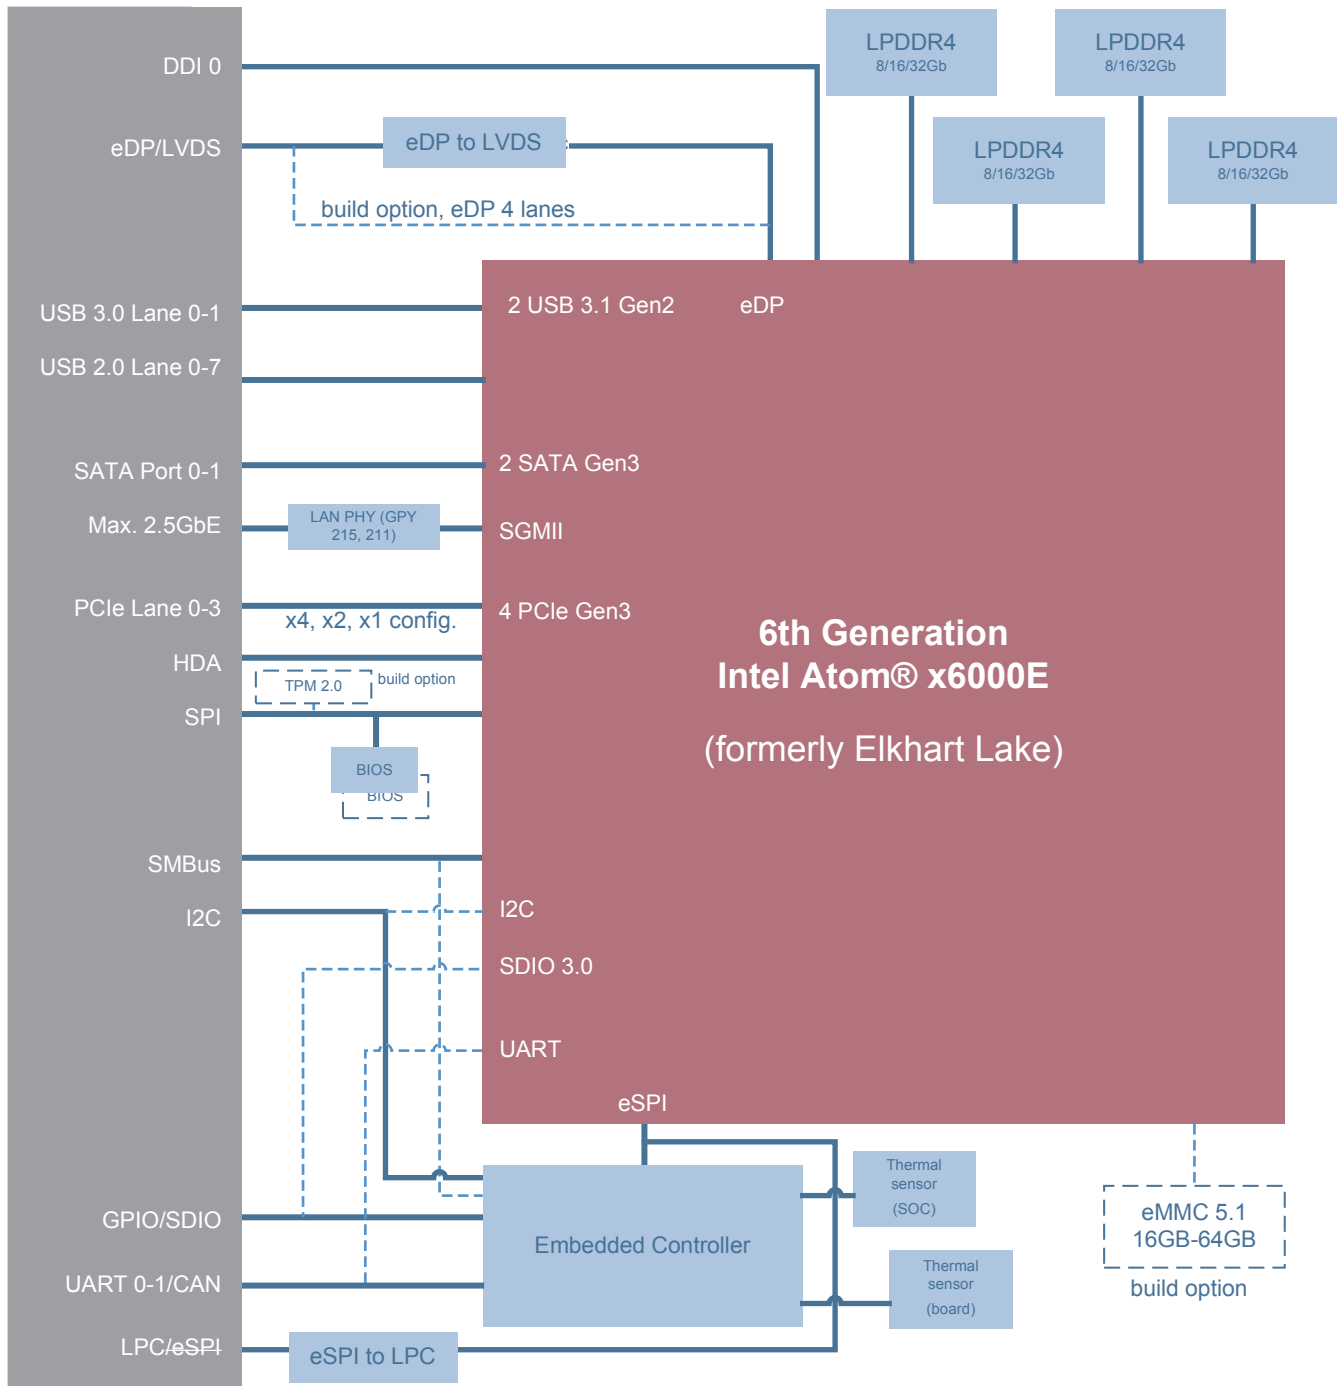 LPDDR4
8/16/32Gb
LPDDR4
8/16/32Gb
DDI 0
eDP/LVDS
eDP to LVDS
LPDDR4
8/16/32Gb
LPDDR4
8/16/32Gb
build option, eDP 4 lanes
USB 3.0 Lane 0-1
2 USB 3.1 Gen2
eDP
USB 2.0 Lane 0-7
SATA Port 0-1
2 SATA Gen3
Max. 2.5GbE
LAN PHY (GPY
215, 211)
SGMII
PCIe Lane 0-3
x4, x2, x1 config.
4 PCIe Gen3
6th Generation
Intel Atom® x6000E
(formerly Elkhart Lake)
HDA
TPM 2.0
build option
SPI
BIOS
BIOS
SMBus
I2C
I2C
SDIO 3.0
UART
eSPI
Thermal
sensor
(SOC)
GPIO/SDIO
Embedded Controller
eMMC 5.1
16GB-64GB
build option
Thermal
sensor
(board)
UART 0-1/CAN
LPC/eSPI
eSPI to LPC